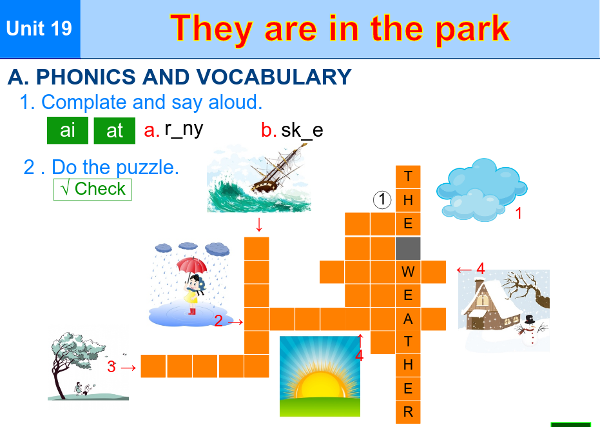 Unit 19
They are in the park
A. PHONICS AND VOCABULARY
1. Complate and say aloud.
ai at a. r_ny b. sk_e
2 . Do the puzzle.
√ Check
1
1
2 →
3 →
← 4
4
↓
↑
T
H
E
W
E
A
T
H
E
R